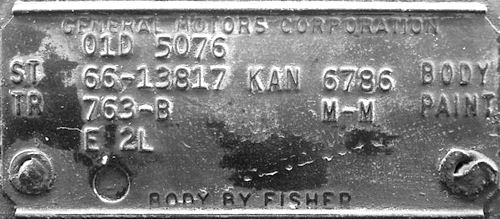 GENERAL MOTORS CORPORATION
01D 5076
ST 66-13817 KAN 6786 BODY
TR 763-B M-M PAINT
E 2L
BODY BY FISHER